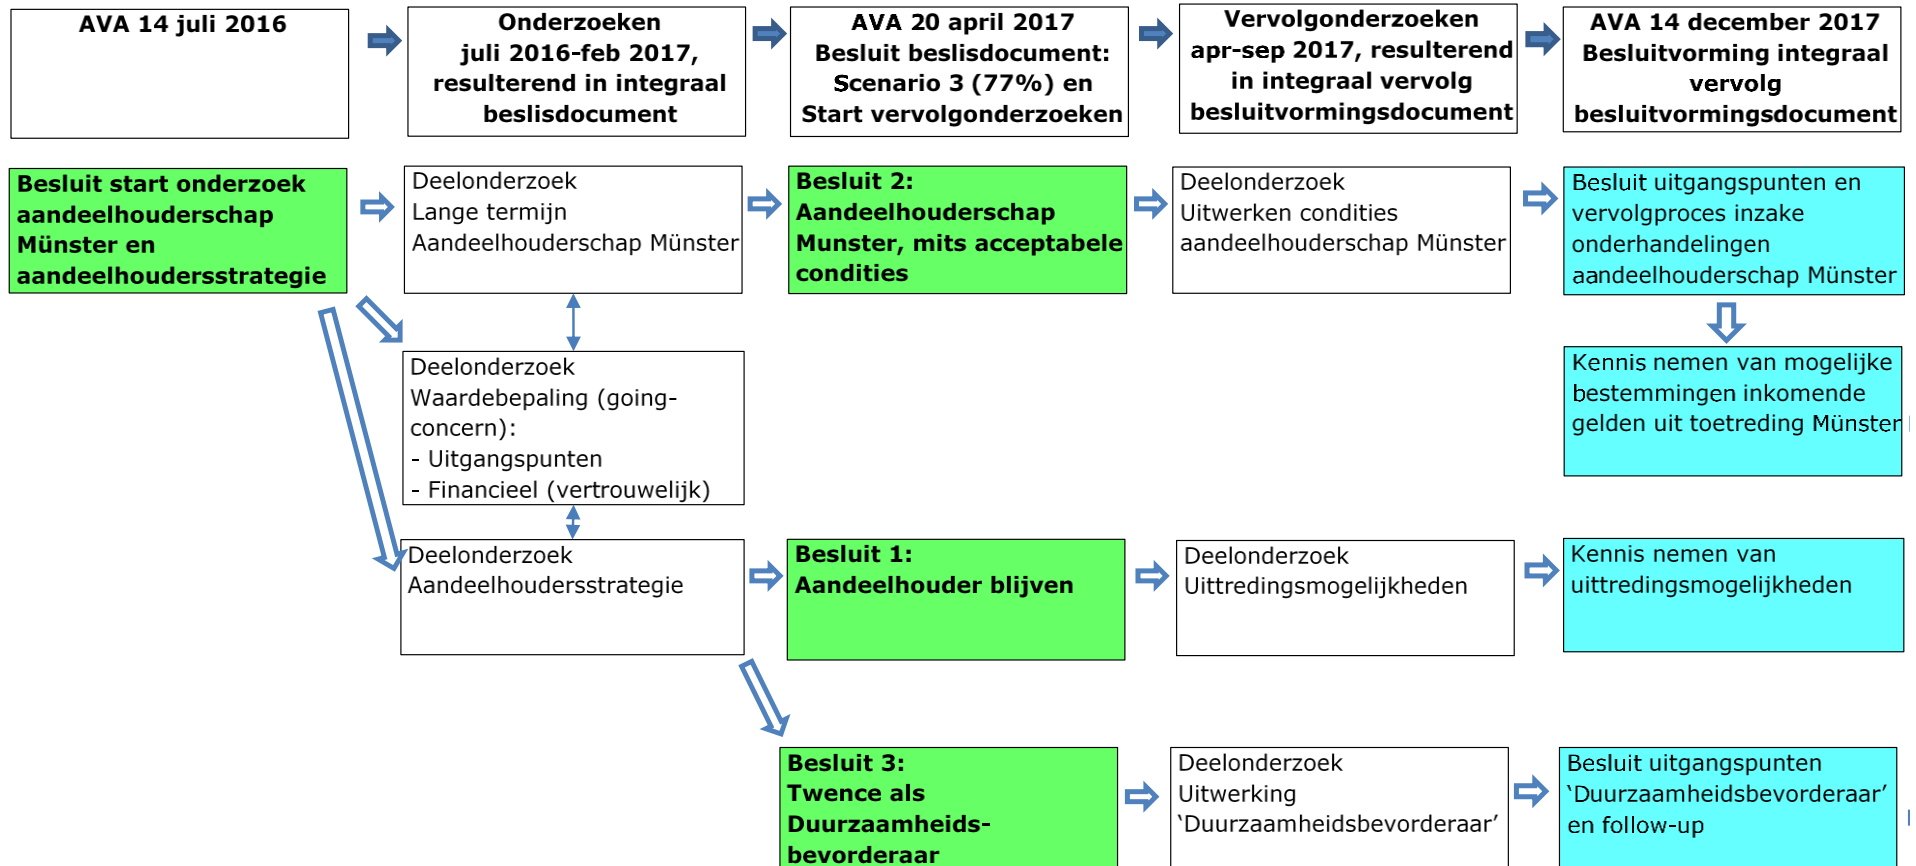 AVA 14 juli 2016
Onderzoeken
juli 2016-feb 2017,
resulterend in integraal
beslisdocument
AVA 20 april 2017
Besluit beslisdocument:
Scenario 3 (77%) en
Start vervolgonderzoeken
Vervolgonderzoeken
apr-sep 2017, resulterend
in integraal vervolg
besluitvormingsdocument
AVA 14 december 2017
Besluitvorming integraal
vervolg
besluitvormingsdocument
Besluit start onderzoek
aandeelhouderschap
Münster en
aandeelhoudersstrategie
Deelonderzoek
Lange termijn
Aandeelhouderschap Münster
Besluit 2:
Aandeelhouderschap
Munster, mits acceptabele
condities
Deelonderzoek
Uitwerken condities
aandeelhouderschap Münster
Besluit uitgangspunten en
vervolgproces inzake
onderhandelingen
aandeelhouderschap Münster
Deelonderzoek
Waardebepaling (going-
concern):
- Uitgangspunten
- Financieel (vertrouwelijk)
Kennis nemen van mogelijke
bestemmingen inkomende
gelden uit toetreding Münster
Deelonderzoek
Aandeelhoudersstrategie
Besluit 1:
Aandeelhouder blijven
Deelonderzoek
Uittredingsmogelijkheden
Kennis nemen van
uittredingsmogelijkheden
Besluit 3:
Twence als
Duurzaamheids-
bevorderaar
Deelonderzoek
Uitwerking
‘Duurzaamheidsbevorderaar’
Besluit uitgangspunten
‘Duurzaamheidsbevorderaar’
en follow-up